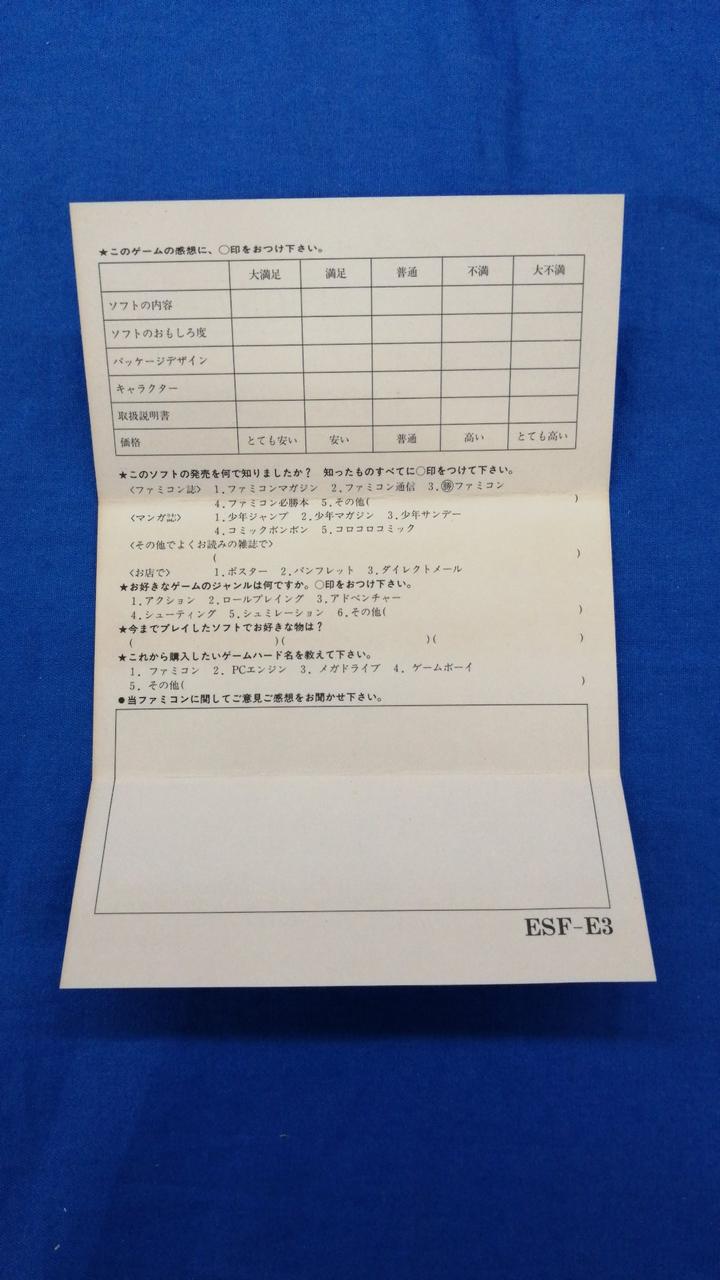 ★このゲームの感想に、○印をおつけ下さい。
大満足 満足 普通 不満 大不満
ソフトの内容
ソフトのおもしろ度
パッケージデザイン
キャラクター
取扱説明書
価格 とても安い 安い 普通 高い とても高い
★このソフトの発売を何で知りましたか？ 知ったものすべてに○印をつけて下さい。
〈ファミコン誌〉 1.ファミコンマガジン 2.ファミコン通信 3.㊝ファミコン
4.ファミコン必勝本 5.その他( )
〈マンガ誌〉 1.少年ジャンプ 2.少年マガジン 3.少年サンデー
4.コミックボンボン 5.コロコロコミック
〈その他でよくお読みの雑誌で〉
( )
〈お店で〉 1.ポスター 2.パンフレット 3.ダイレクトメール
★お好きなゲームのジャンルは何ですか。○印をおつけ下さい。
1.アクション 2.ロールプレイング 3.アドベンチャー
4.シューティング 5.シュミレーション 6.その他( )
★今までプレイしたソフトでお好きな物は？
( )( )( )
★これから購入したいゲームハード名を教えて下さい。
1. ファミコン 2. PCエンジン 3. メガドライブ 4. ゲームボーイ
5. その他( )
●当ファミコンに関してご意見ご感想をお聞かせ下さい。
ESF-E3